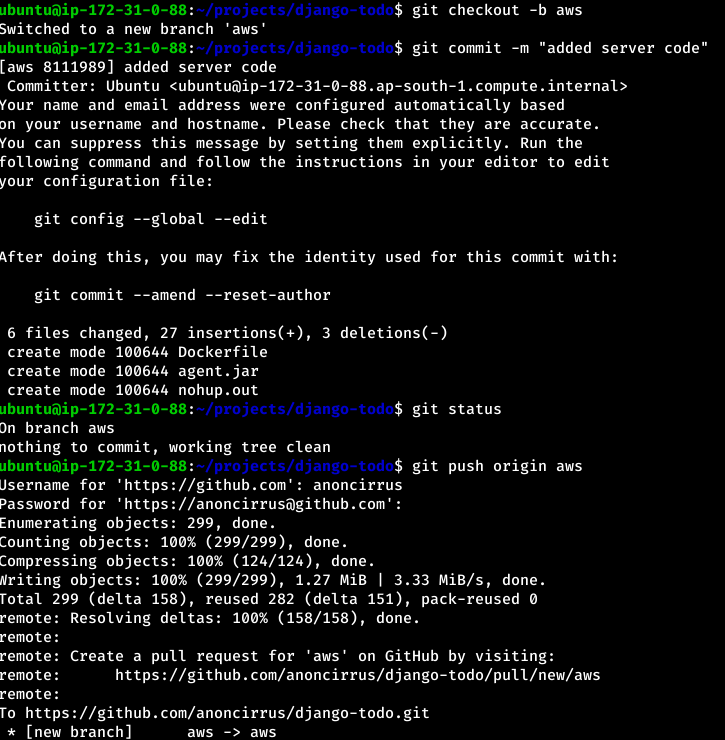 ubuntu@ip-172-31-0-88:~/projects/django-todo$ git checkout -b aws
Switched to a new branch 'aws'
ubuntu@ip-172-31-0-88:~/projects/django-todo$ git commit -m "added server code"
[aws 8111989] added server code
 Committer: Ubuntu <ubuntu@ip-172-31-0-88.ap-south-1.compute.internal>
Your name and email address were configured automatically based
on your username and hostname. Please check that they are accurate.
You can suppress this message by setting them explicitly. Run the
following command and follow the instructions in your editor to edit
your configuration file:
    git config --global --edit
After doing this, you may fix the identity used for this commit with:
    git commit --amend --reset-author
 6 files changed, 27 insertions(+), 3 deletions(-)
 create mode 100644 Dockerfile
 create mode 100644 agent.jar
 create mode 100644 nohup.out
ubuntu@ip-172-31-0-88:~/projects/django-todo$ git status
On branch aws
nothing to commit, working tree clean
ubuntu@ip-172-31-0-88:~/projects/django-todo$ git push origin aws
Username for 'https://github.com': anoncirrus
Password for 'https://anoncirrus@github.com':
Enumerating objects: 299, done.
Counting objects: 100% (299/299), done.
Compressing objects: 100% (124/124), done.
Writing objects: 100% (299/299), 1.27 MiB | 3.33 MiB/s, done.
Total 299 (delta 158), reused 282 (delta 151), pack-reused 0
remote: Resolving deltas: 100% (158/158), done.
remote:
remote: Create a pull request for 'aws' on GitHub by visiting:
remote:      https://github.com/anoncirrus/django-todo/pull/new/aws
remote:
To https://github.com/anoncirrus/django-todo.git
 * [new branch]      aws -> aws